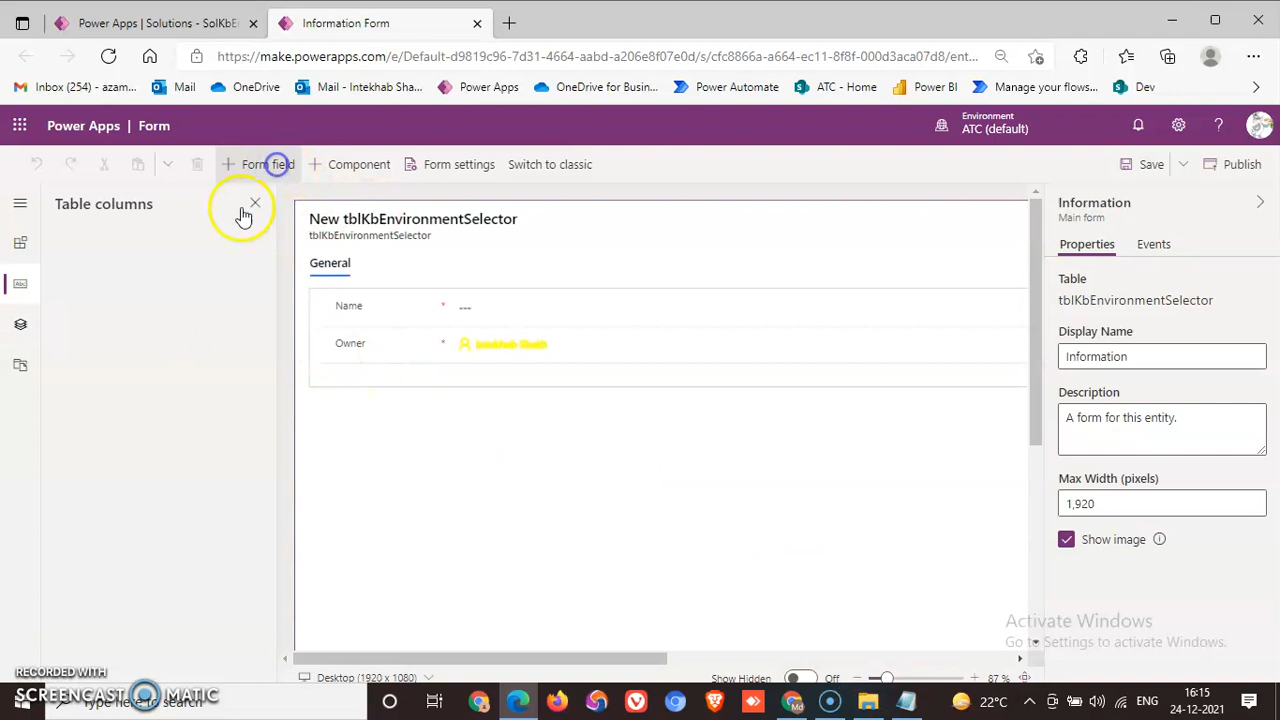 Power Apps | Solutions - SolKbE
Information Form
https://make.powerapps.com/e/Default-d9819c96-7d31-4664-aabd-a206e8f07e0d/s/cfc8866a-a664-ec11-8f8f-000d3aca07d8/ent...
Inbox (254) - azam...
Mail
OneDrive
Mail - Intekhab Sha...
Power Apps
OneDrive for Busin...
Power Automate
ATC - Home
Power BI
Manage your flows...
Dev
Power Apps | Form
Environment
ATC (default)
Form field
Component
Form settings
Switch to classic
Save
Publish
Table columns
New tblKbEnvironmentSelector
tblKbEnvironmentSelector
General
Name * ---
Owner *
Information
Main form
Properties
Events
Table
tblKbEnvironmentSelector
Display Name
Information
Description
A form for this entity.
Max Width (pixels)
1,920
Show image
Activate Windows
Go to Settings to activate Windows.
Desktop (1920 x 1080)
Show Hidden
Off
87 %
RECORDED WITH
SCREENCAST MATIC
Type here to search
22°C
ENG
16:15
24-12-2021